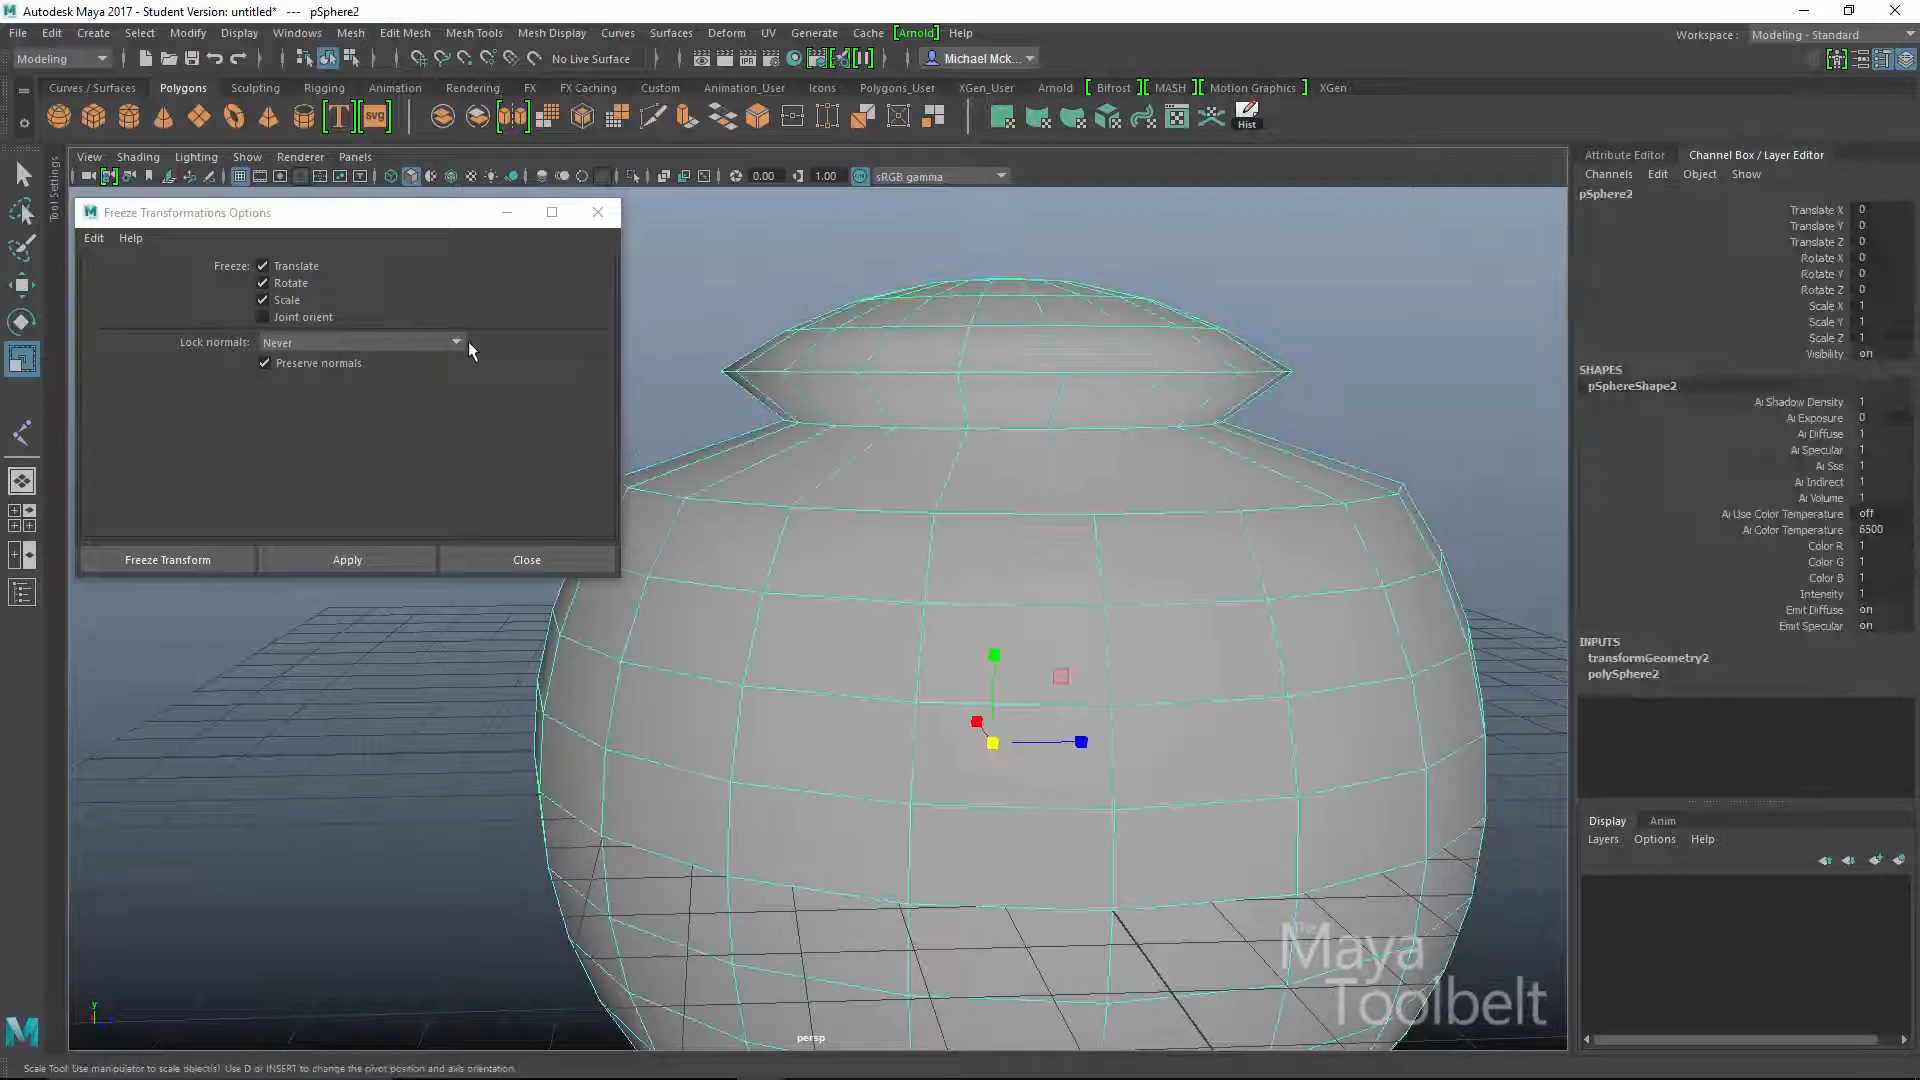 Autodesk Maya 2017 - Student Version: untitled*   ---   pSphere2
File Edit Create Select Modify Display Windows Mesh Edit Mesh Mesh Tools Mesh Display Curves Surfaces Deform UV Generate Cache [Arnold] Help
Workspace : Modeling - Standard
Modeling No Live Surface Michael Mck...
Curves / Surfaces Polygons Sculpting Rigging Animation Rendering FX FX Caching Custom Animation_User Icons Polygons_User XGen_User Arnold Bifrost MASH Motion Graphics XGen
T svg Hist
Tool Settings
View Shading Lighting Show Renderer Panels
0.00 1.00 sRGB gamma
Freeze Transformations Options
Edit Help
Freeze: Translate
Rotate
Scale
Joint orient
Lock normals: Never
Preserve normals
Freeze Transform Apply Close
Attribute Editor Channel Box / Layer Editor
Channels Edit Object Show
pSphere2
Translate X 0
Translate Y 0
Translate Z 0
Rotate X 0
Rotate Y 0
Rotate Z 0
Scale X 1
Scale Y 1
Scale Z 1
Visibility on
SHAPES
pSphereShape2
Ai Shadow Density 1
Ai Exposure 0
Ai Diffuse 1
Ai Specular 1
Ai Sss 1
Ai Indirect 1
Ai Volume 1
Ai Use Color Temperature off
Ai Color Temperature 6500
Color R 1
Color G 1
Color B 1
Intensity 1
Emit Diffuse on
Emit Specular on
INPUTS
transformGeometry2
polySphere2
Display Anim
Layers Options Help
The
Maya
Toolbelt
y
persp
Scale Tool: Use manipulator to scale object(s). Use D or INSERT to change the pivot position and axis orientation.